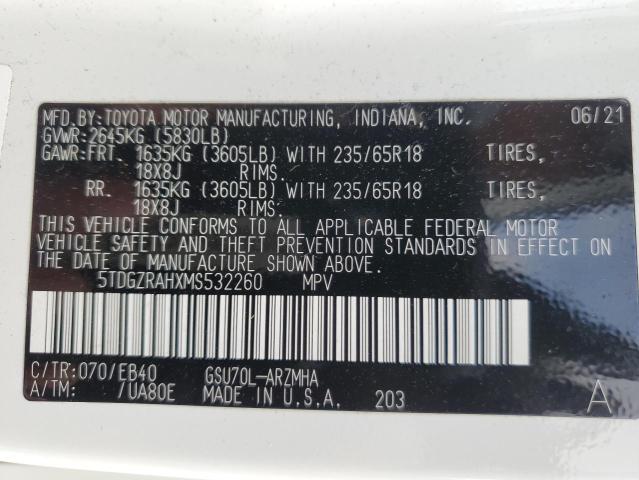 MFD.BY:TOYOTA MOTOR MANUFACTURING, INDIANA, INC. 06/21
GVWR:2645KG (5830LB)
GAWR:FRT. 1635KG (3605LB) WITH 235/65R18 TIRES,
18X8J RIMS.
RR. 1635KG (3605LB) WITH 235/65R18 TIRES,
18X8J RIMS.
THIS VEHICLE CONFORMS TO ALL APPLICABLE FEDERAL MOTOR
VEHICLE SAFETY AND THEFT PREVENTION STANDARDS IN EFFECT ON
THE DATE OF MANUFACTURE SHOWN ABOVE.
5TDGZRAHXMS532260 MPV
C/TR:070/EB40 GSU70L-ARZMHA
A/TM: /UA80E MADE IN U.S.A. 203 A